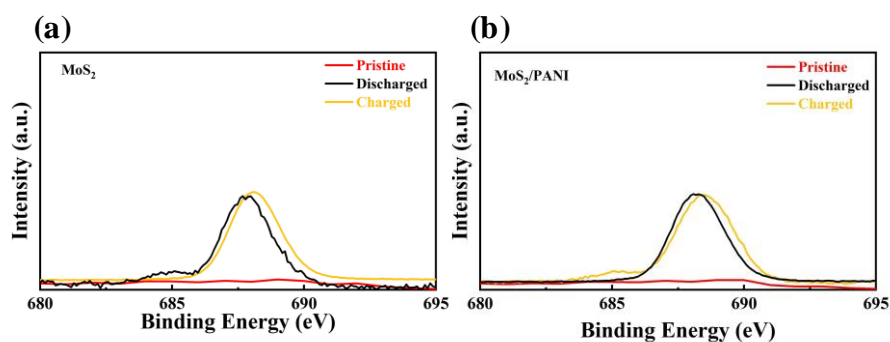 (a)
MoS₂
Pristine
Discharged
Charged
Intensity (a.u.)
680 685 690 695
Binding Energy (eV)
(b)
MoS₂/PANI
Pristine
Discharged
Charged
Intensity (a.u.)
680 685 690 695
Binding Energy (eV)